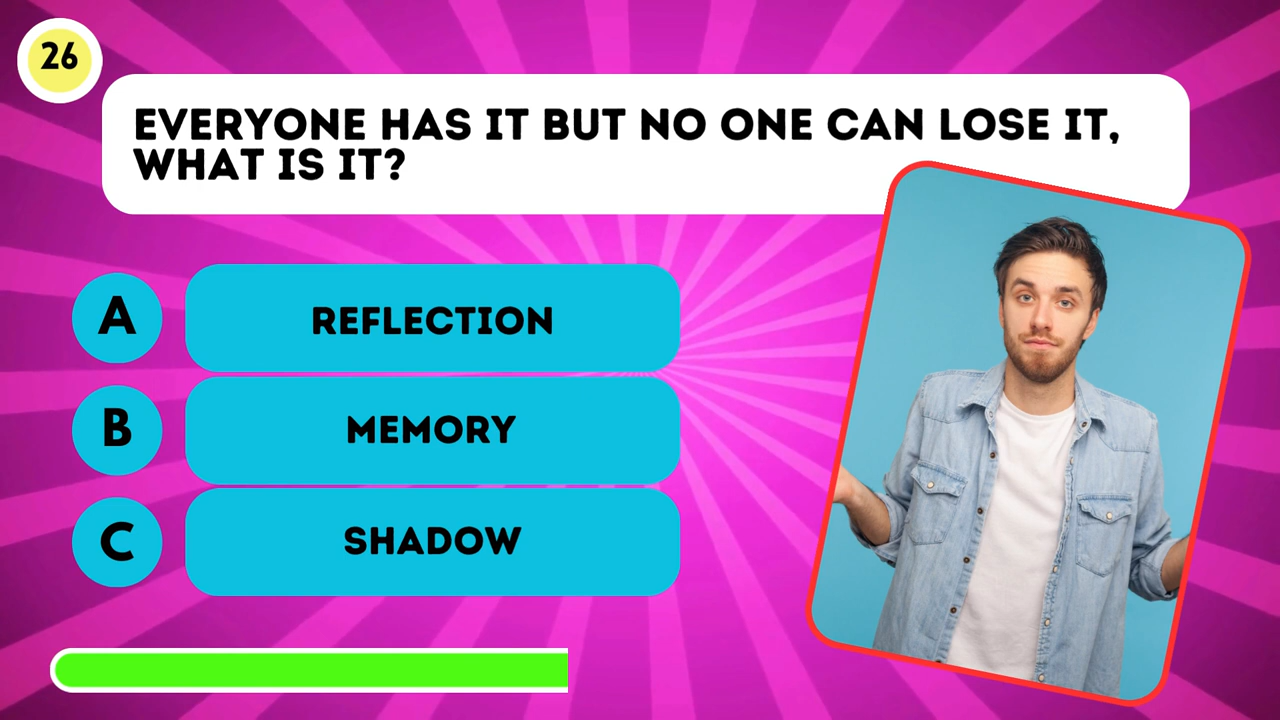 26
EVERYONE HAS IT BUT NO ONE CAN LOSE IT,
WHAT IS IT?
A
REFLECTION
B
MEMORY
C
SHADOW